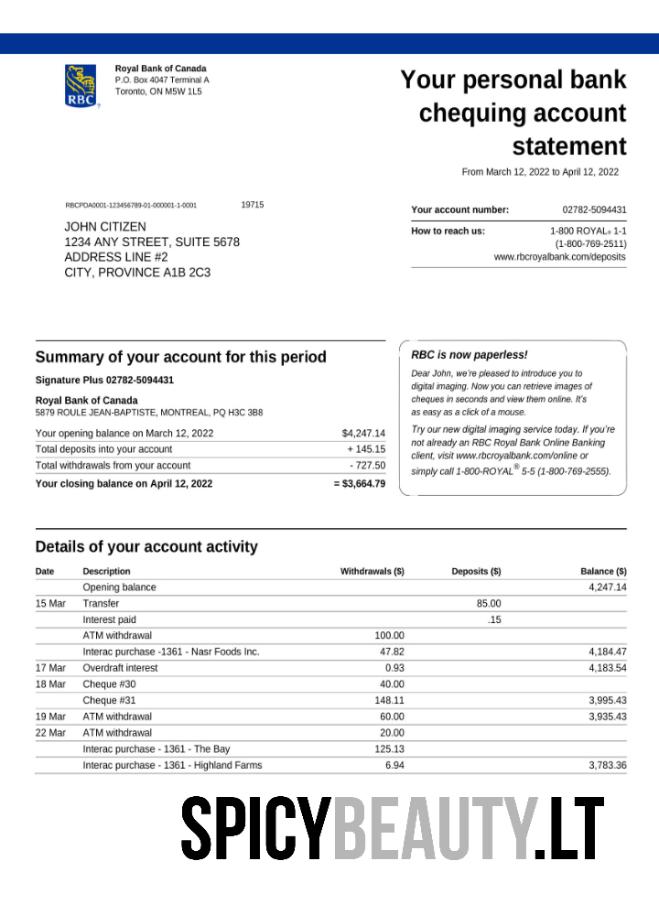 RBC
Royal Bank of Canada
P.O. Box 4047 Terminal A
Toronto, ON M5W 1L5
Your personal bank
chequing account
statement
From March 12, 2022 to April 12, 2022
RBCPDA0001-123456789-01-000001-1-0001 19715
JOHN CITIZEN
1234 ANY STREET, SUITE 5678
ADDRESS LINE #2
CITY, PROVINCE A1B 2C3
Your account number: 02782-5094431
How to reach us: 1-800 ROYAL® 1-1
(1-800-769-2511)
www.rbcroyalbank.com/deposits
Summary of your account for this period
Signature Plus 02782-5094431
Royal Bank of Canada
5879 ROULE JEAN-BAPTISTE, MONTREAL, PQ H3C 3B8
Your opening balance on March 12, 2022 $4,247.14
Total deposits into your account + 145.15
Total withdrawals from your account - 727.50
Your closing balance on April 12, 2022 = $3,664.79
RBC is now paperless!
Dear John, we're pleased to introduce you to
digital imaging. Now you can retrieve images of
cheques in seconds and view them online. It's
as easy as a click of a mouse.
Try our new digital imaging service today. If you're
not already an RBC Royal Bank Online Banking
client, visit www.rbcroyalbank.com/online or
simply call 1-800-ROYAL® 5-5 (1-800-769-2555).
Details of your account activity
Date Description Withdrawals ($) Deposits ($) Balance ($)
Opening balance 4,247.14
15 Mar Transfer 85.00
Interest paid .15
ATM withdrawal 100.00
Interac purchase -1361 - Nasr Foods Inc. 47.82 4,184.47
17 Mar Overdraft interest 0.93 4,183.54
18 Mar Cheque #30 40.00
Cheque #31 148.11 3,995.43
19 Mar ATM withdrawal 60.00 3,935.43
22 Mar ATM withdrawal 20.00
Interac purchase - 1361 - The Bay 125.13
Interac purchase - 1361 - Highland Farms 6.94 3,783.36
SPICYBEAUTY.LT